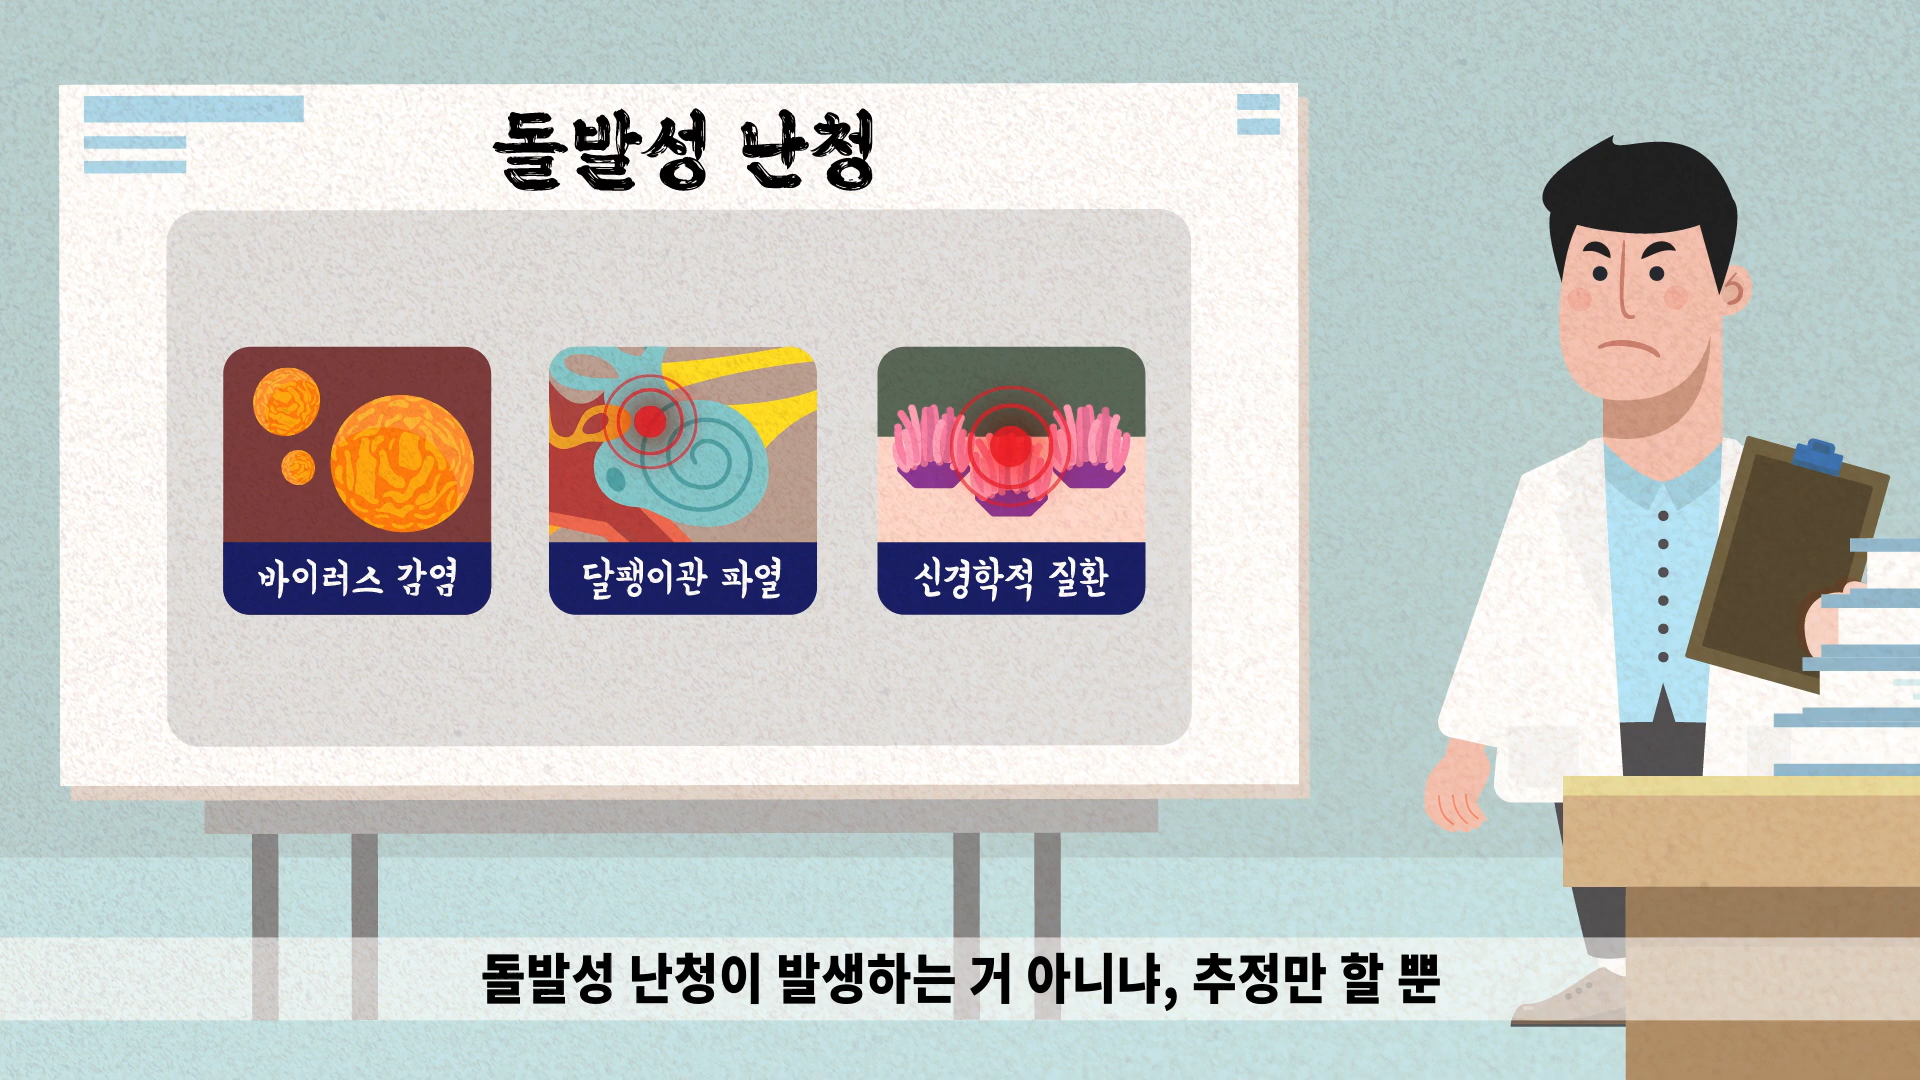 돌발성 난청
바이러스 감염
달팽이관 파열
신경학적 질환
돌발성 난청이 발생하는 거 아니냐, 추정만 할 뿐